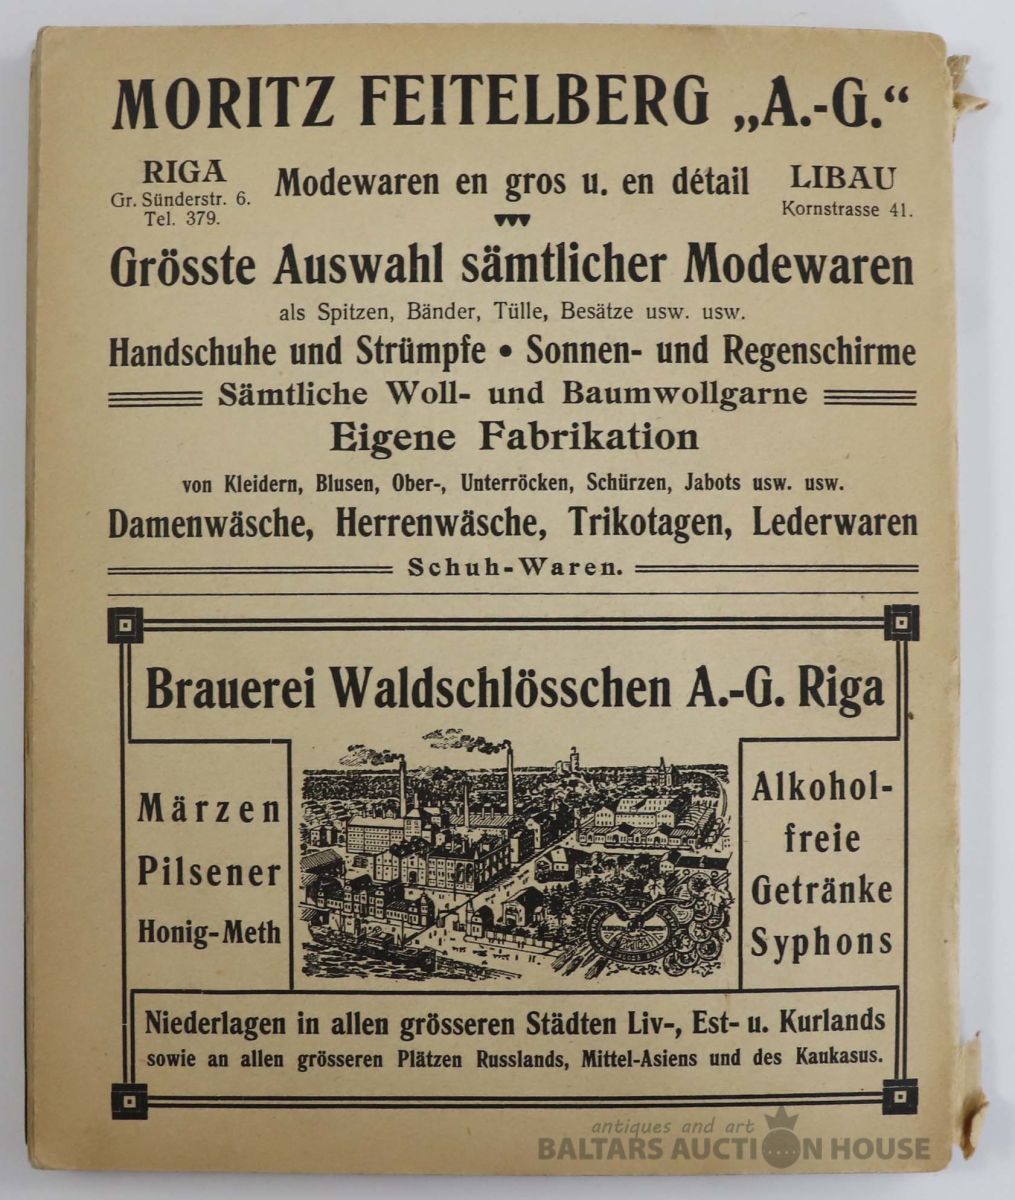 MORITZ FEITELBERG „A.-G.“
RIGA
Gr. Sünderstr. 6.
Tel. 379.
Modewaren en gros u. en détail
LIBAU
Kornstrasse 41.
Grösste Auswahl sämtlicher Modewaren
als Spitzen, Bänder, Tülle, Besätze usw. usw.
Handschuhe und Strümpfe • Sonnen- und Regenschirme
Sämtliche Woll- und Baumwollgarne
Eigene Fabrikation
von Kleidern, Blusen, Ober-, Unterröcken, Schürzen, Jabots usw. usw.
Damenwäsche, Herrenwäsche, Trikotagen, Lederwaren
Schuh-Waren.
Brauerei Waldschlösschen A.-G. Riga
Märzen
Pilsener
Honig-Meth
Alkohol-
freie
Getränke
Syphons
Niederlagen in allen grösseren Städten Liv-, Est- u. Kurlands
sowie an allen grösseren Plätzen Russlands, Mittel-Asiens und des Kaukasus.
antiques and art
BALTARS AUCTION HOUSE